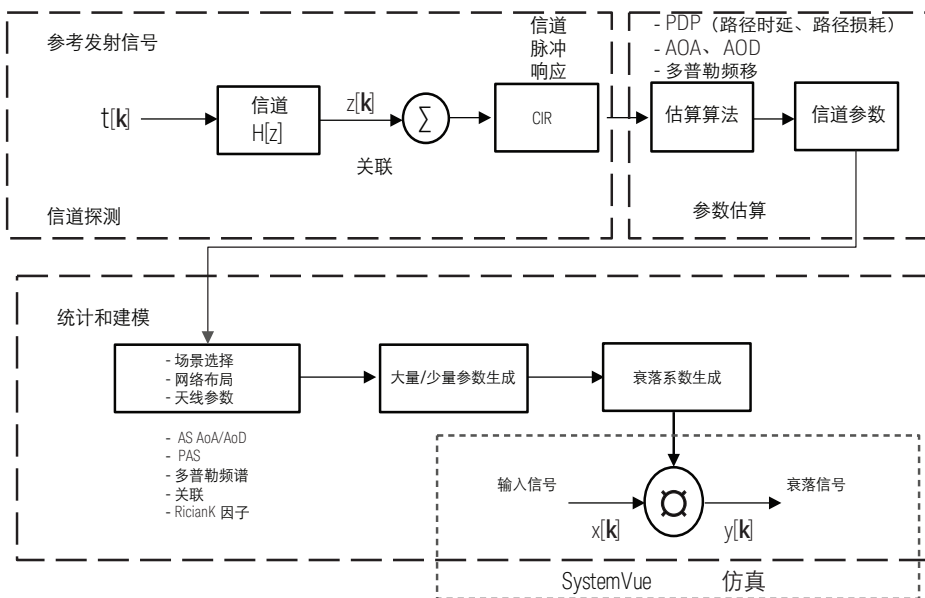 参考发射信号
信道
脉冲
响应
- PDP（路径时延、路径损耗）
- AOA、AOD
- 多普勒频移
t[k]
信道
H[z]
z[k]
∑
关联
CIR
估算算法
信道参数
信道探测
参数估算
统计和建模
- 场景选择
- 网络布局
- 天线参数
大量/少量参数生成
衰落系数生成
- AS AoA/AoD
- PAS
- 多普勒频谱
- 关联
- RicianK 因子
输入信号
x[k]
衰落信号
y[k]
SystemVue 仿真